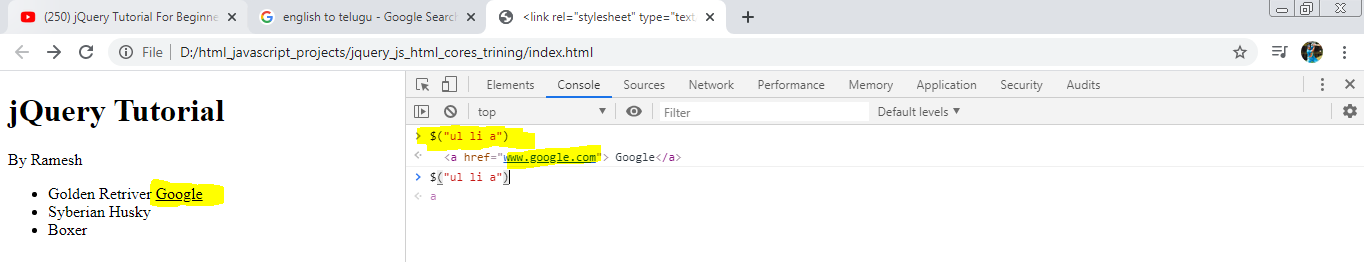 (250) jQuery Tutorial For Beginne
english to telugu - Google Search
<link rel="stylesheet" type="text
File D:/html_javascript_projects/jquery_js_html_cores_trining/index.html
jQuery Tutorial
By Ramesh
Golden Retriver Google
Syberian Husky
Boxer
Elements Console Sources Network Performance Memory Application Security Audits
top Filter Default levels
$("ul li a")
<a href="www.google.com"> Google</a>
$("ul li a")
a